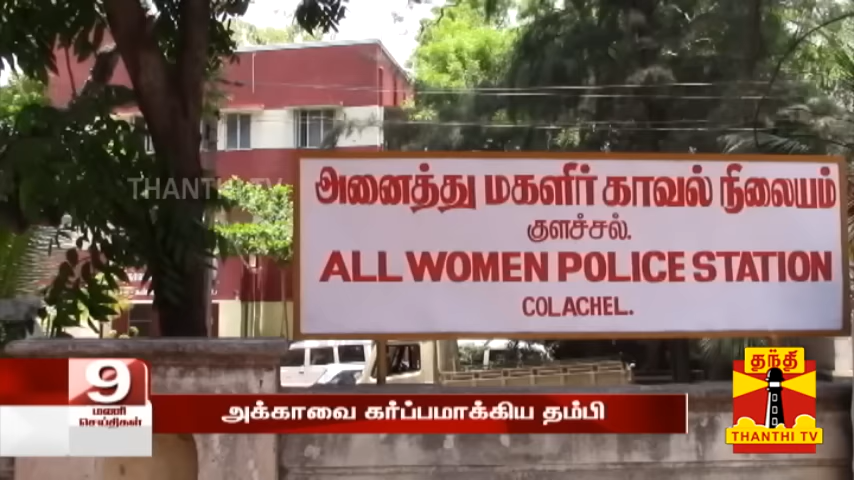 அனைத்து மகளிர் காவல் நிலையம்
குளச்சல்.
ALL WOMEN POLICE STATION
COLACHEL.
THANTHI TV
9
மணி
செய்திகள்
அக்காவை கர்ப்பமாக்கிய தம்பி
தந்தி
THANTHI TV